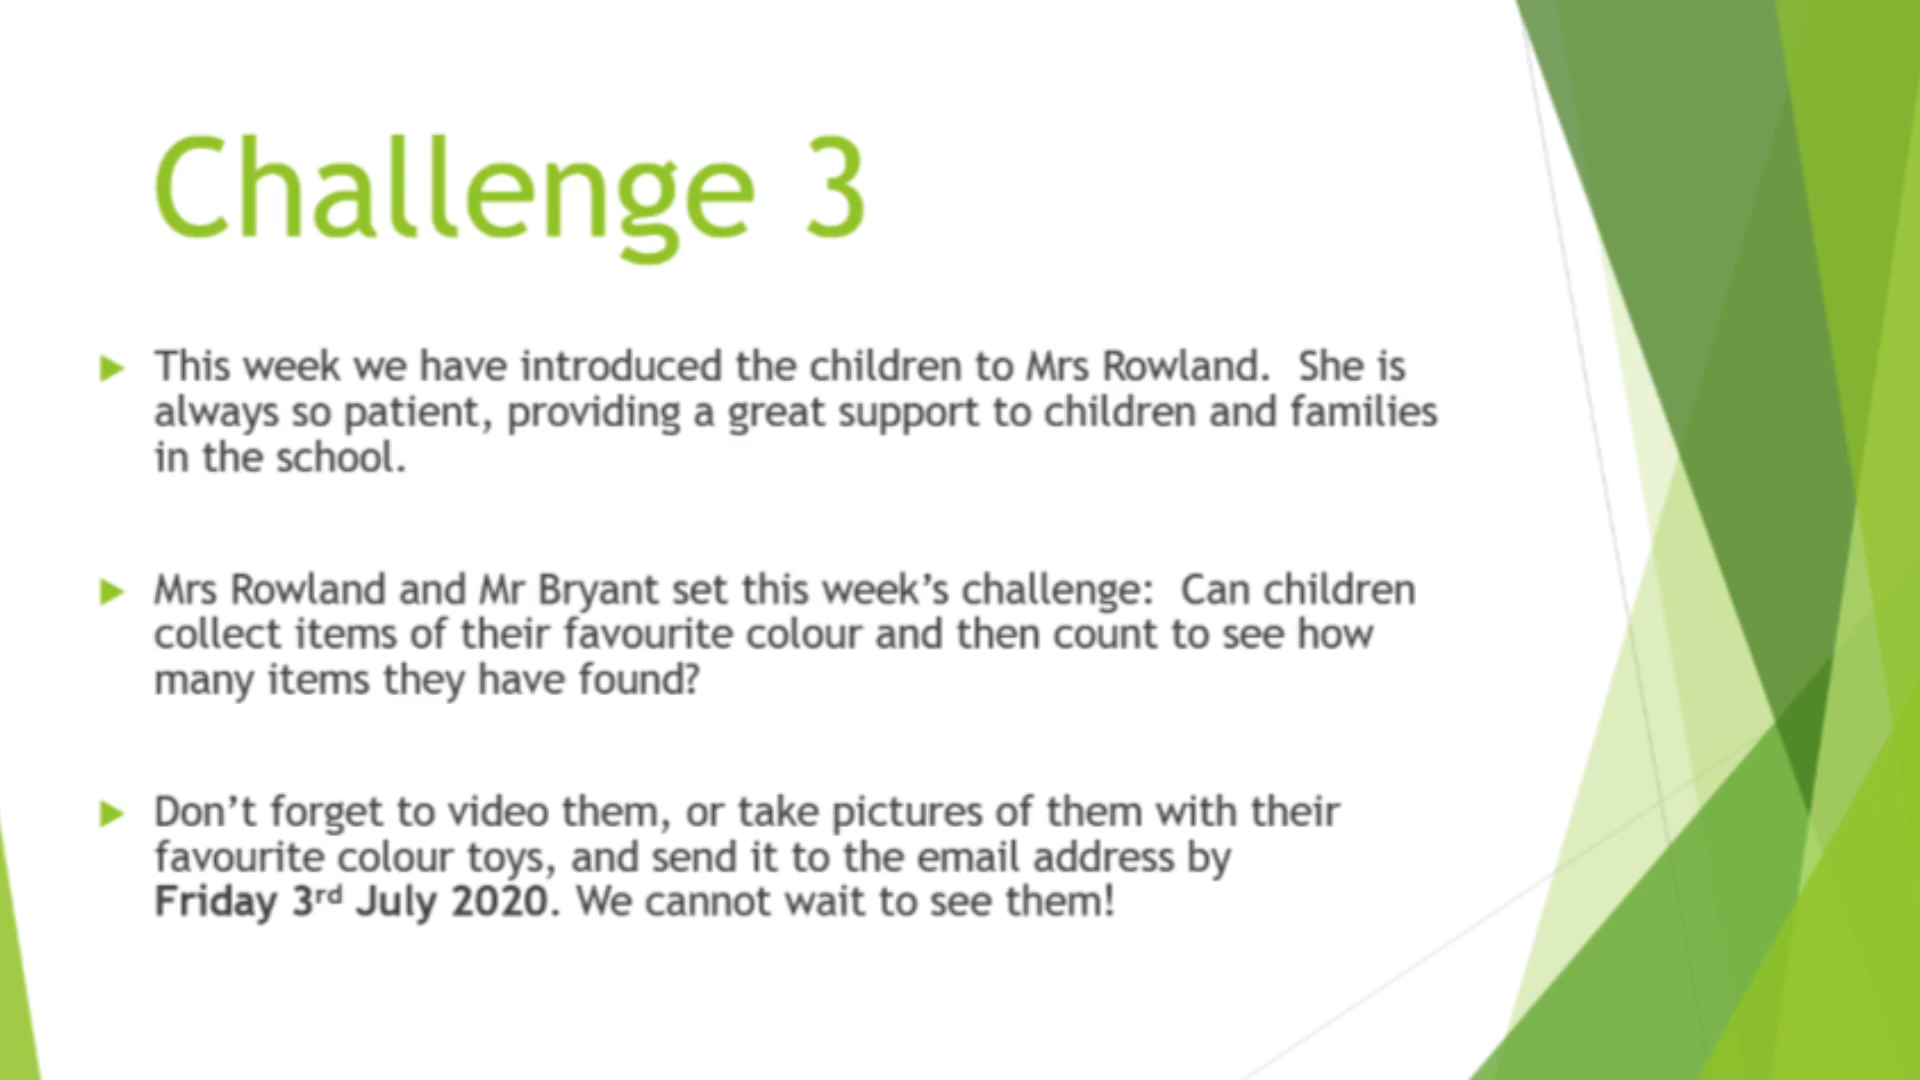 Challenge 3
This week we have introduced the children to Mrs Rowland.  She is
always so patient, providing a great support to children and families
in the school.
Mrs Rowland and Mr Bryant set this week’s challenge:  Can children
collect items of their favourite colour and then count to see how
many items they have found?
Don’t forget to video them, or take pictures of them with their
favourite colour toys, and send it to the email address by
Friday 3rd July 2020. We cannot wait to see them!